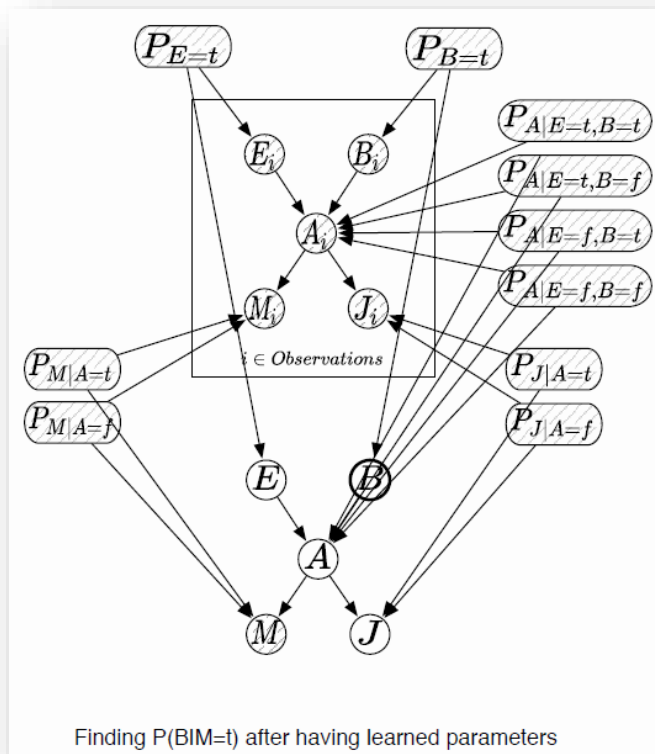 P_{E=t} P_{B=t}
P_{A|E=t,B=t}
E_i B_i
P_{A|E=t,B=f}
A_i P_{A|E=f,B=t}
P_{A|E=f,B=f}
M_i J_i
i ∈ Observations
P_{M|A=t} P_{J|A=t}
P_{M|A=f} P_{J|A=f}
E B
A
M J
Finding P(BIM=t) after having learned parameters